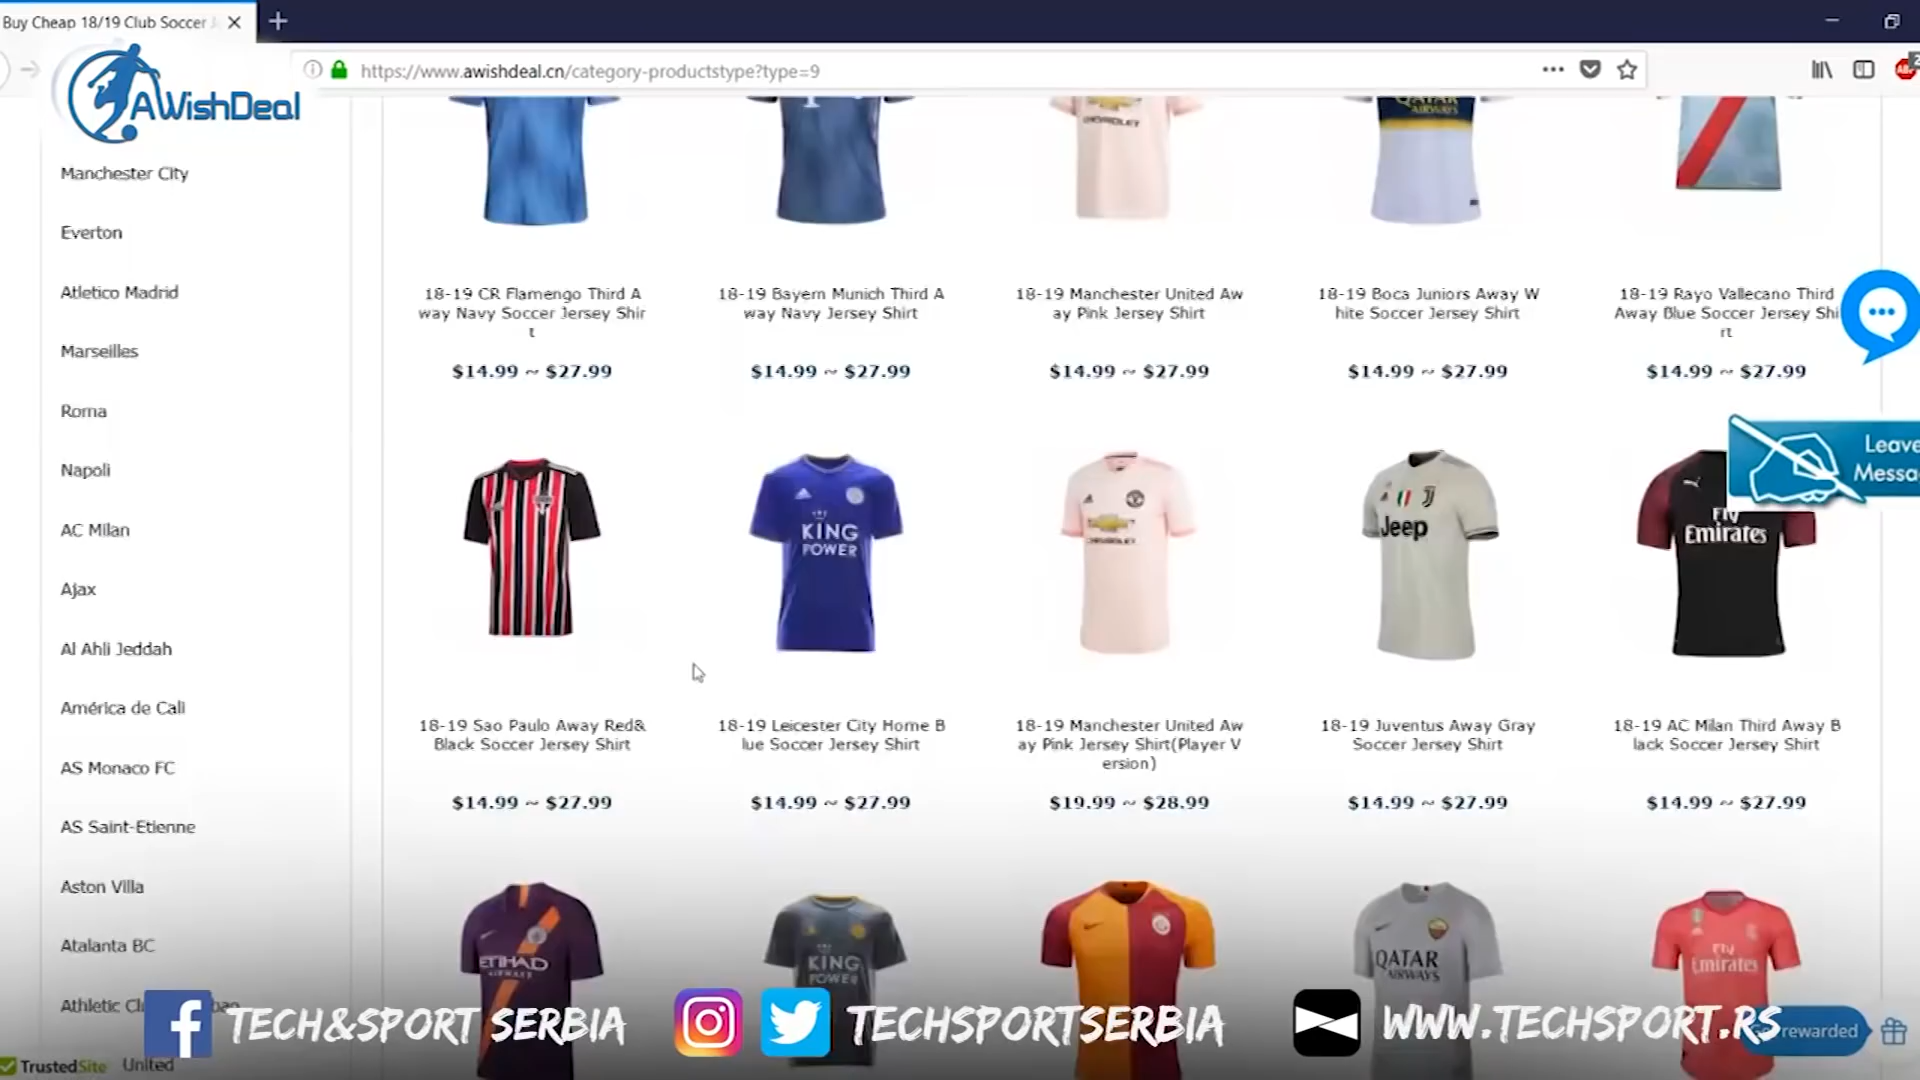 Buy Cheap 18/19 Club Soccer
https://www.awishdeal.cn/category-productstype?type=9
AWishDeal
Manchester City
Everton
Atletico Madrid
Marseilles
Roma
Napoli
AC Milan
Ajax
Al Ahli Jeddah
América de Cali
AS Monaco FC
AS Saint-Etienne
Aston Villa
Atalanta BC
United
TrustedSite
CHEVROLET
QATAR
AIRWAYS
18-19 CR Flamengo Third A
way Navy Soccer Jersey Shir
t
$14.99 ~ $27.99
18-19 Bayern Munich Third A
way Navy Jersey Shirt
$14.99 ~ $27.99
18-19 Manchester United Aw
ay Pink Jersey Shirt
$14.99 ~ $27.99
18-19 Boca Juniors Away W
hite Soccer Jersey Shirt
$14.99 ~ $27.99
18-19 Rayo Vallecano Third
Away Blue Soccer Jersey Shi
rt
$14.99 ~ $27.99
Leave
KING
POWER
CHEVROLET
Jeep
Fly
Emirates
18-19 Sao Paulo Away Red&
Black Soccer Jersey Shirt
$14.99 ~ $27.99
18-19 Leicester City Home B
lue Soccer Jersey Shirt
$14.99 ~ $27.99
18-19 Manchester United Aw
ay Pink Jersey Shirt(Player V
ersion)
$19.99 ~ $28.99
18-19 Juventus Away Gray
Soccer Jersey Shirt
$14.99 ~ $27.99
18-19 AC Milan Third Away B
lack Soccer Jersey Shirt
$14.99 ~ $27.99
ETIHAD
AIRWAYS
KING
POWER
QATAR
AIRWAYS
Fly
Emirates
rewarded
TECH&SPORT SERBIA
TECHSPORTSERBIA
WWW.TECHSPORT.RS